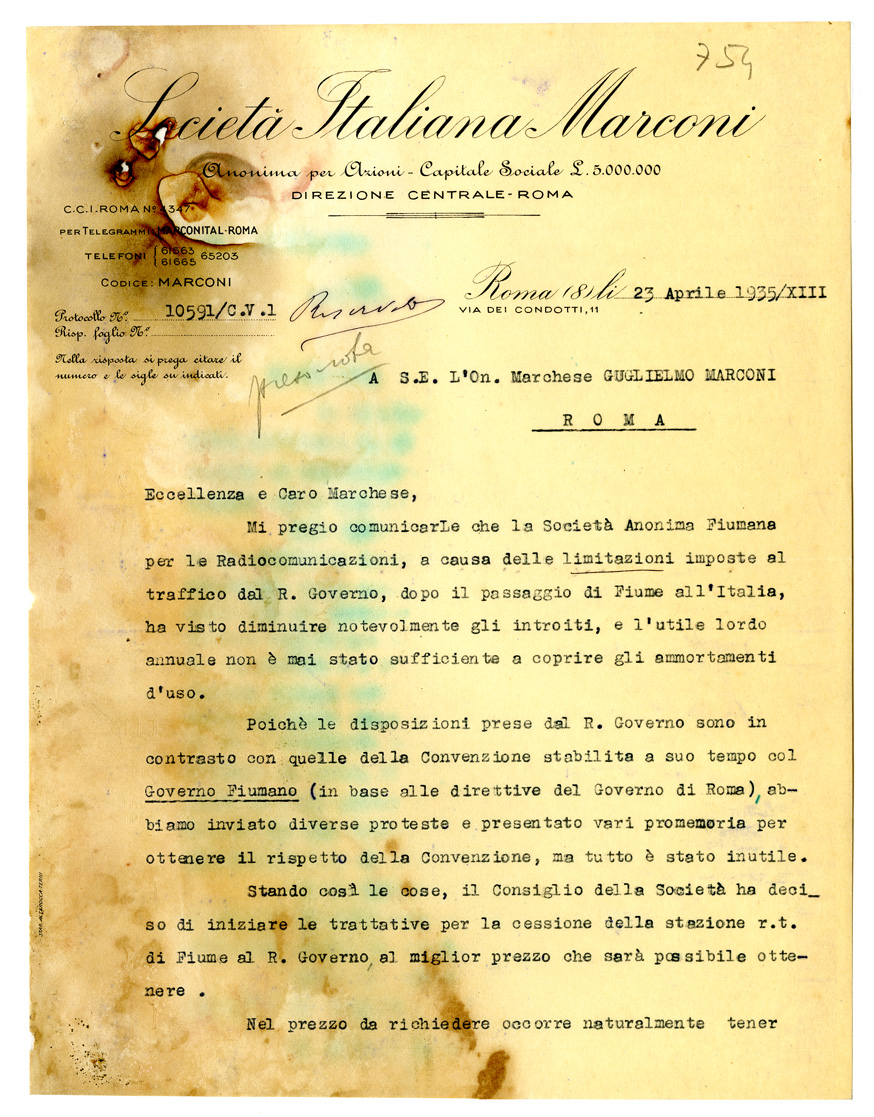 754
Società Italiana Marconi
Anonima per Azioni - Capitale Sociale L. 5.000.000
DIREZIONE CENTRALE-ROMA
C.C.I. ROMA Nº 4347
PER TELEGRAMMI: MARCONITAL-ROMA
TELEFONI { 61663 61665 65203
CODICE: MARCONI
Protocollo Nº 10591/C.V.1
Risp. foglio Nº
Nella risposta si prega citare il
numero e le sigle su indicati.
Riservata
preso nota
Roma (8) li 23 Aprile 1935/XIII
VIA DEI CONDOTTI, 11
A S.E. L'On. Marchese GUGLIELMO MARCONI
R O M A
Eccellenza e Caro Marchese,
Mi pregio comunicarLe che la Società Anonima Fiumana
per le Radiocomunicazioni, a causa delle limitazioni imposte al
traffico dal R. Governo, dopo il passaggio di Fiume all'Italia,
ha visto diminuire notevolmente gli introiti, e l'utile lordo
annuale non è mai stato sufficiente a coprire gli ammortamenti
d'uso.
Poichè le disposizioni prese dal R. Governo sono in
contrasto con quelle della Convenzione stabilita a suo tempo col
Governo Fiumano (in base alle direttive del Governo di Roma), ab-
biamo inviato diverse proteste e presentato vari promemoria per
ottenere il rispetto della Convenzione, ma tutto è stato inutile.
Stando così le cose, il Consiglio della Società ha deci_
so di iniziare le trattative per la cessione della stazione r.t.
di Fiume al R. Governo, al miglior prezzo che sarà possibile otte-
nere .
Nel prezzo da richiedere occorre naturalmente tener